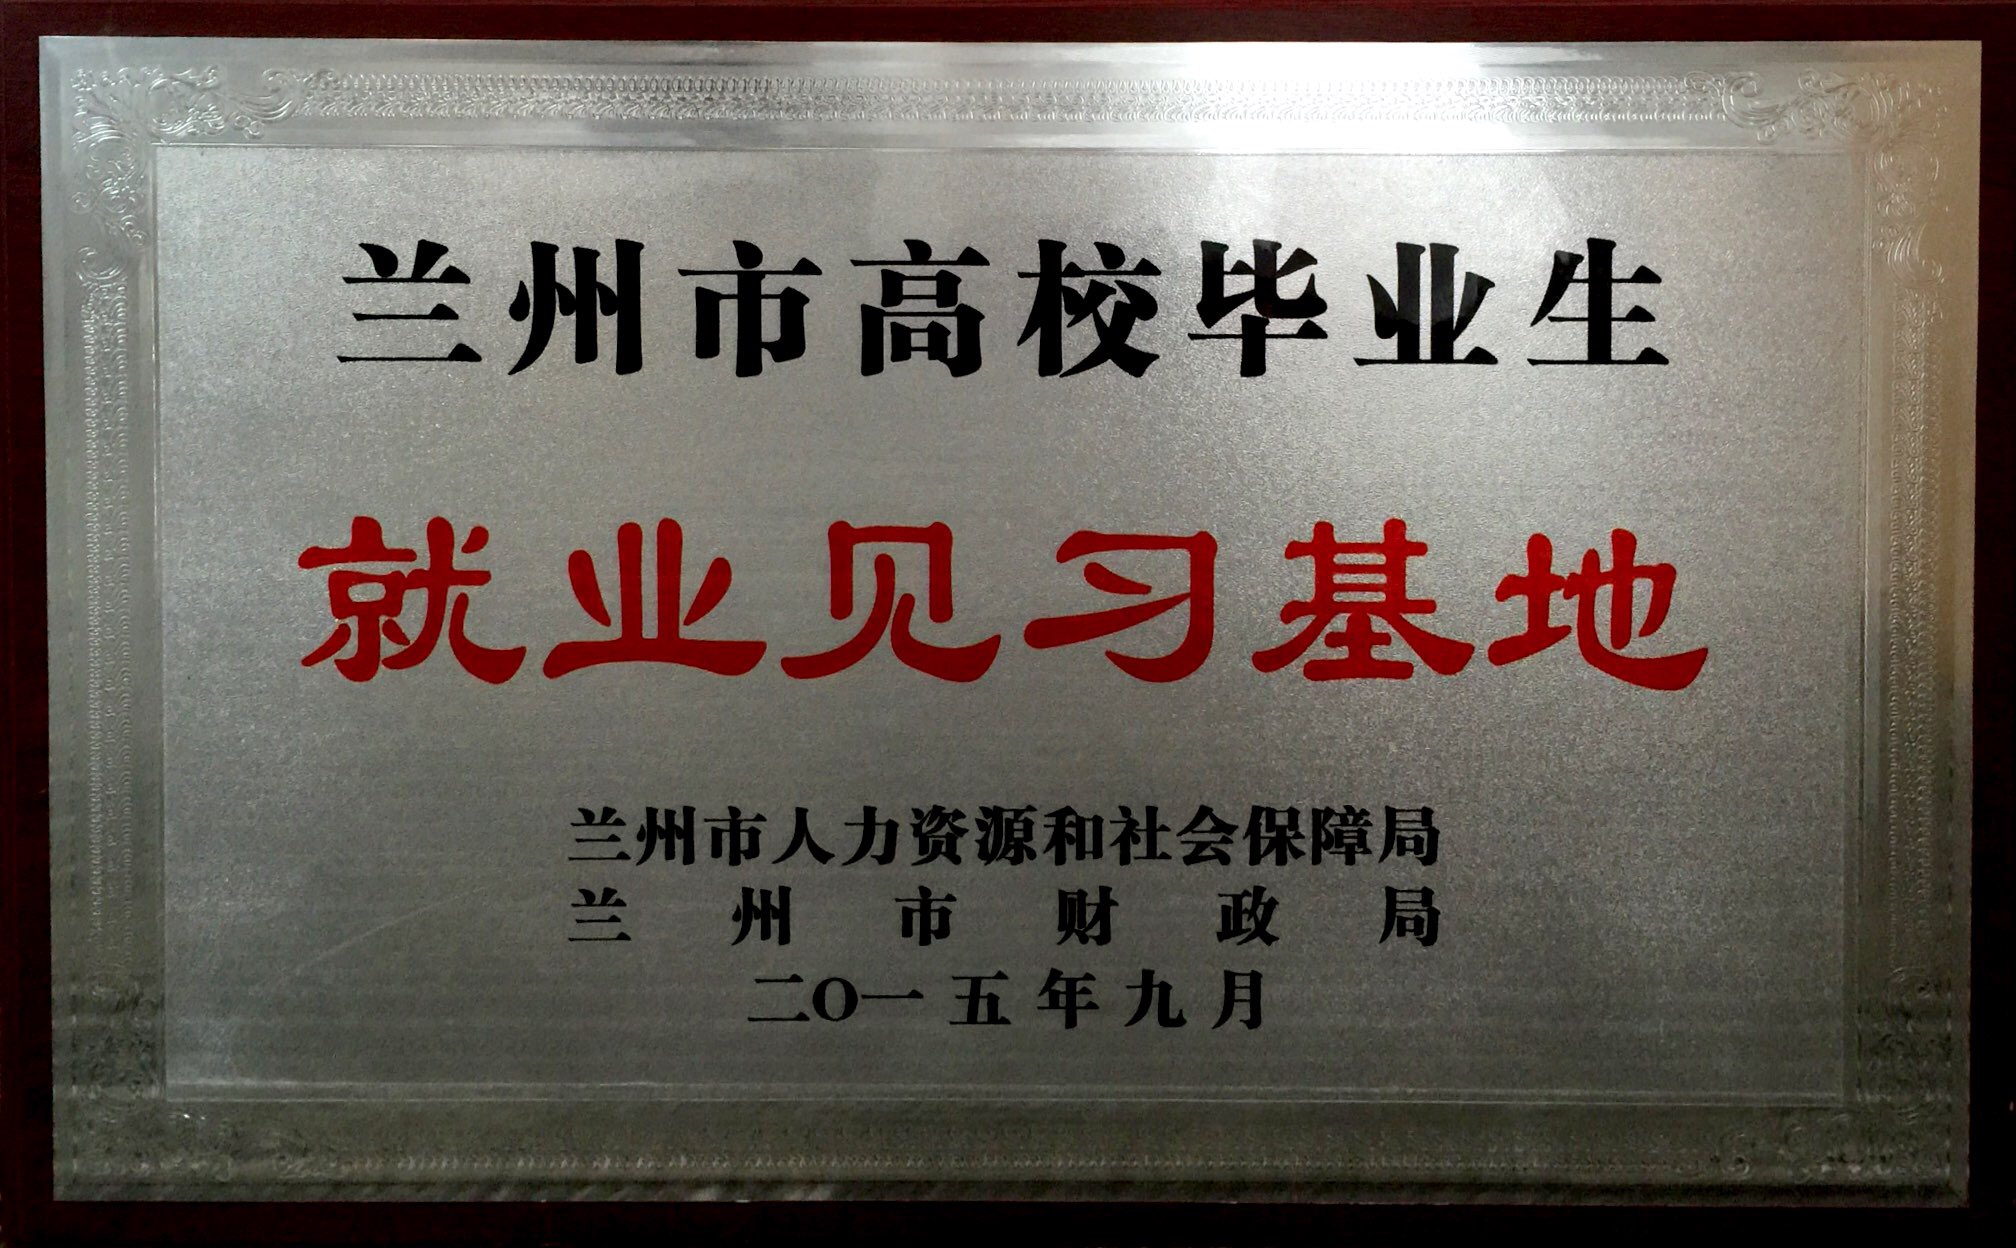 兰州市高校毕业生
就业见习基地
兰州市人力资源和社会保障局
兰州市财政局
二〇一五年九月